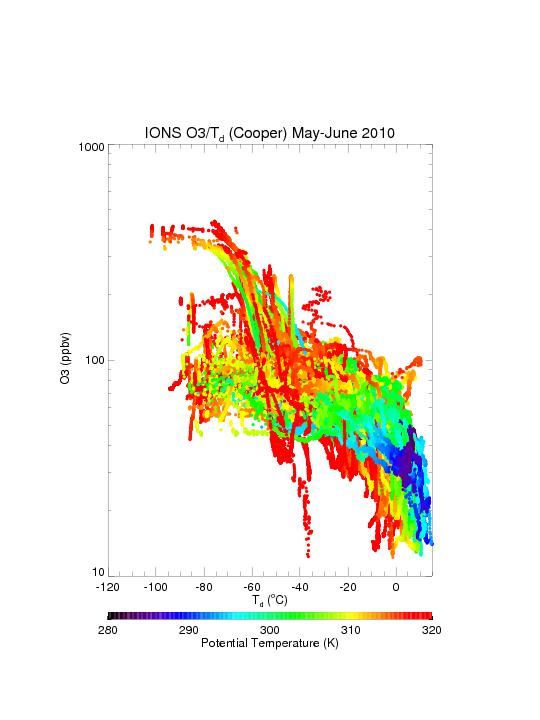 IONS O3/Td (Cooper) May-June 2010
1000
100
10
O3 (ppbv)
-120 -100 -80 -60 -40 -20 0
Td (°C)
280 290 300 310 320
Potential Temperature (K)